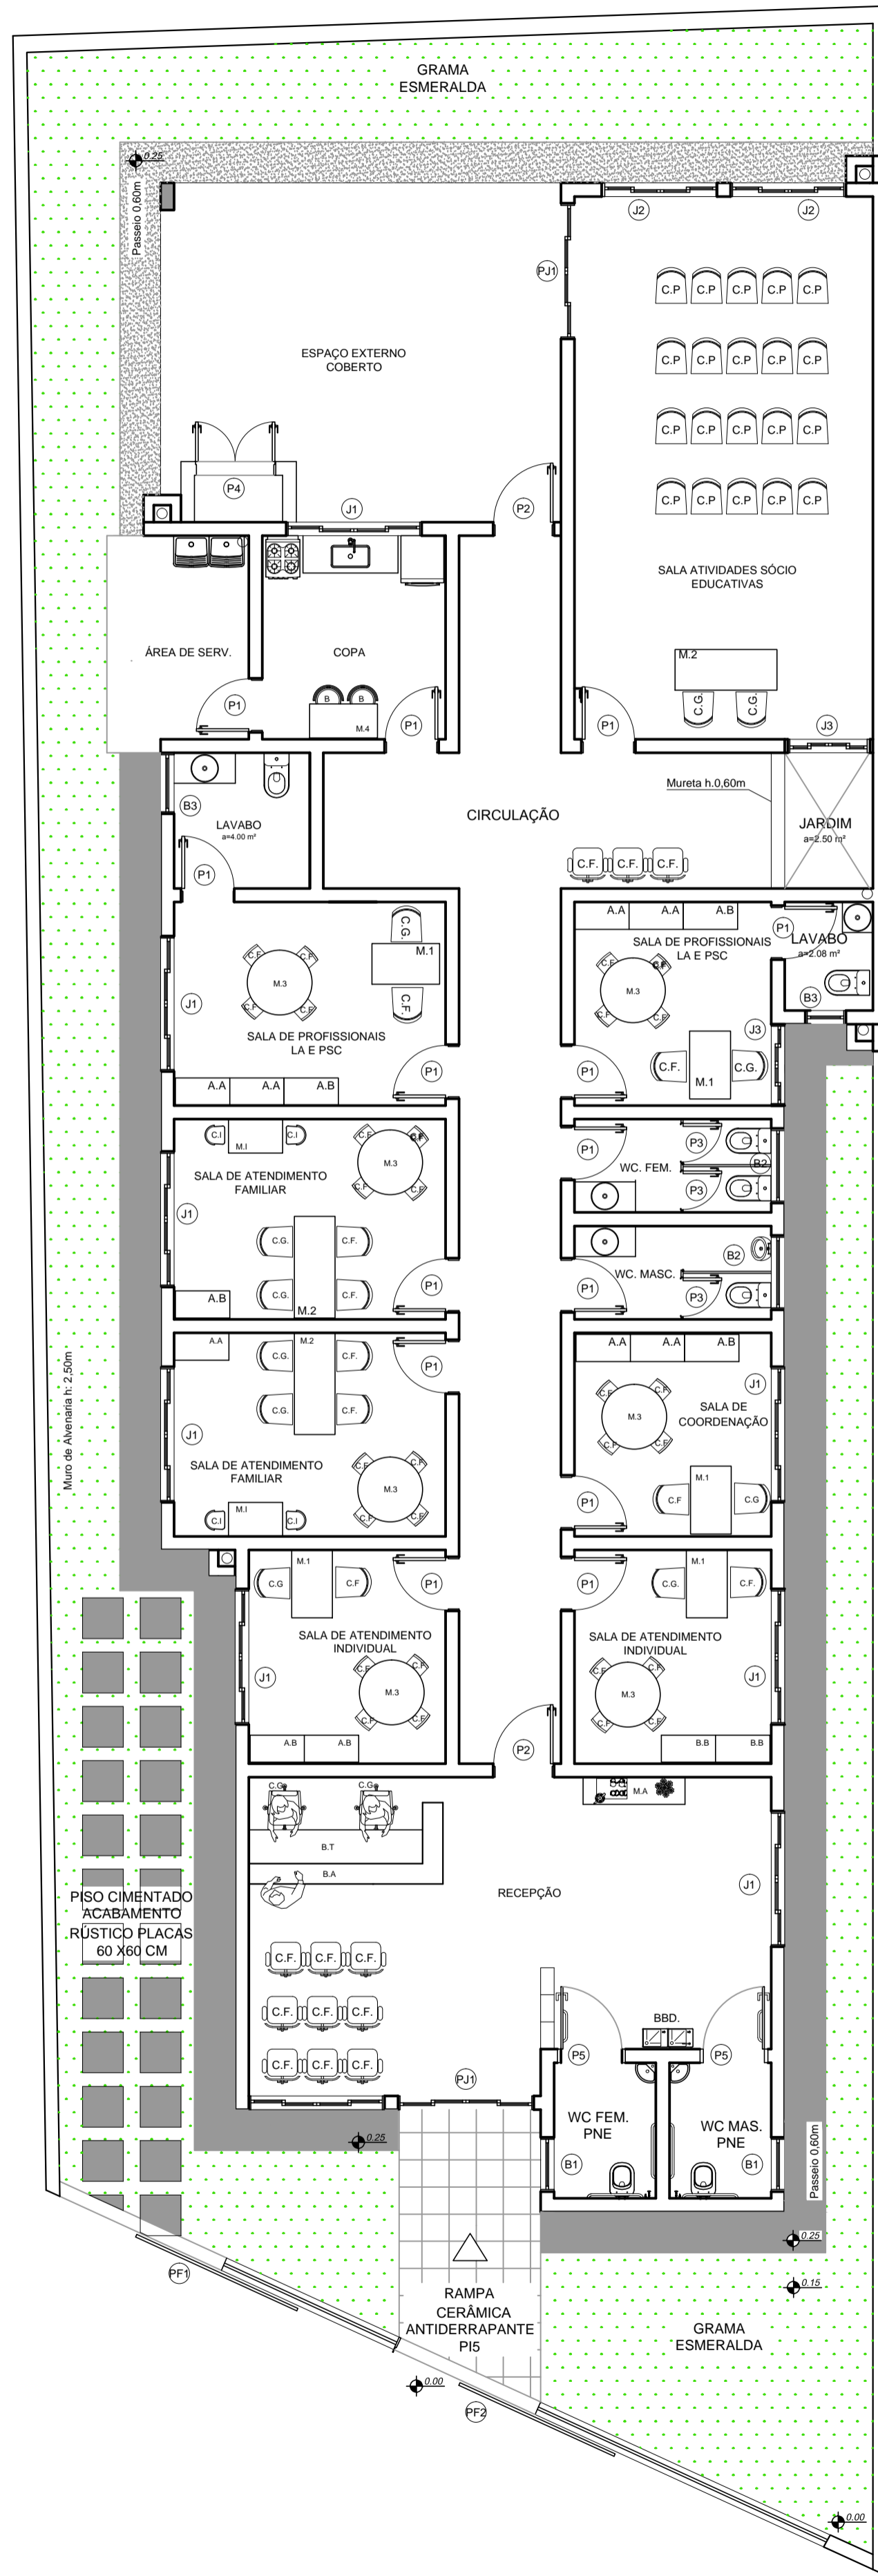 GRAMA
ESMERALDA
0.25
Passeio 0,60m
J2
J2
PJ1
C.P C.P C.P C.P C.P
ESPAÇO EXTERNO
COBERTO
C.P C.P C.P C.P C.P
C.P C.P C.P C.P C.P
P4
C.P C.P C.P C.P C.P
J1
P2
SALA ATIVIDADES SÓCIO
EDUCATIVAS
ÁREA DE SERV.
COPA
M.2
B B
C.G. C.G.
P1
M.4
P1
P1
J3
Mureta h.0,60m
B3
LAVABO
a=4.00 m²
CIRCULAÇÃO
JARDIM
a=2.50 m²
P1
C.F. C.F. C.F.
A.A A.A A.B
C.G.
P1
SALA DE PROFISSIONAIS
LA E PSC
LAVABO
a=2.08 m²
M.1
C.F C.F
M.3
C.F C.F
C.F C.F
M.3
C.F C.F
J1
C.F.
B3
SALA DE PROFISSIONAIS
LA E PSC
J3
P1
P1
C.F. M.1 C.G.
A.A A.A A.B
C.I M.I C.I
C.F C.F
M.3
C.F C.F
P1
P3
WC. FEM.
B2
P3
SALA DE ATENDIMENTO
FAMILIAR
J1
C.G. C.F.
C.G. C.F.
M.2
A.B
P1
B2
WC. MASC.
P1
P3
A.A
M.2
C.G. C.F.
C.G. C.F.
P1
A.A A.A A.B
J1
C.F C.F
M.3
C.F C.F
SALA DE
COORDENAÇÃO
Muro de Alvenaria h: 2,50m
J1
SALA DE ATENDIMENTO
FAMILIAR
C.F C.F
M.3
C.F C.F
C.I M.I C.I
M.1
C.F C.G
P1
M.1
C.G C.F
P1
P1
M.1
C.G. C.F.
SALA DE ATENDIMENTO
INDIVIDUAL
SALA DE ATENDIMENTO
INDIVIDUAL
J1
C.F C.F
M.3
C.F C.F
C.F C.F
M.3
C.F C.F
J1
A.B A.B
P2
B.B B.B
C.G C.G
M.A
B.T
B.A
RECEPÇÃO
J1
PISO CIMENTADO
ACABAMENTO
RÚSTICO PLACAS
60 X60 CM
C.F. C.F. C.F.
C.F. C.F. C.F.
C.F. C.F. C.F.
BBD.
P5
P5
PJ1
WC FEM.
PNE
WC MAS.
PNE
0.25
B1
B1
Passeio 0,60m
0.25
PF1
0.15
RAMPA
CERÂMICA
ANTIDERRAPANTE
PI5
GRAMA
ESMERALDA
0.00
PF2
0.00